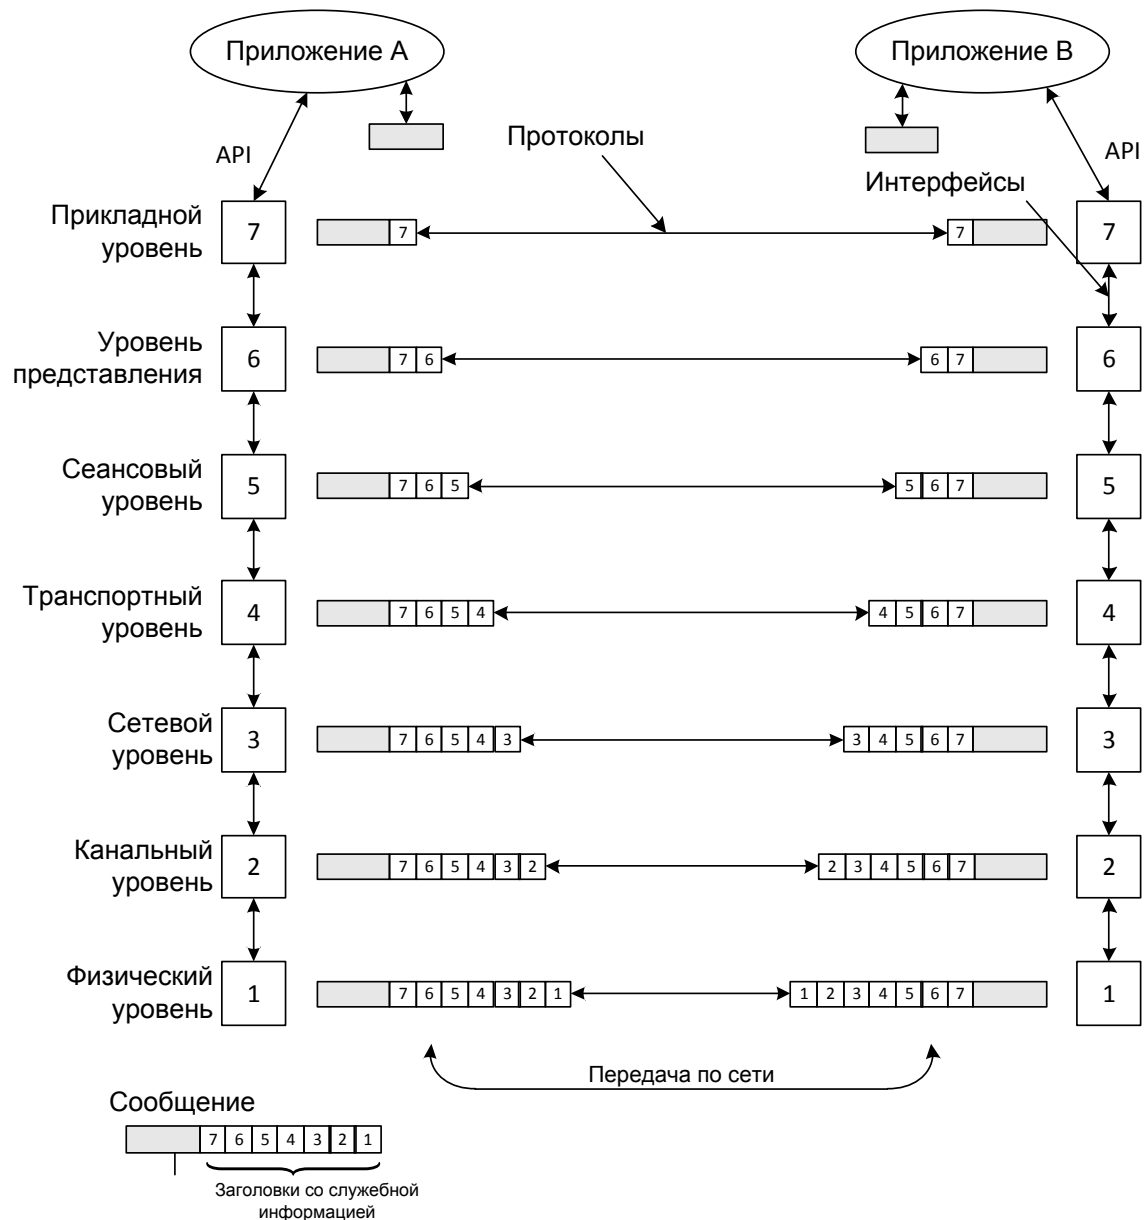 Приложение A
Приложение B
API
Протоколы
API
Интерфейсы
Прикладной
уровень
7
7
7
7
Уровень
представления
6
7 6
6 7
6
Сеансовый
уровень
5
7 6 5
5 6 7
5
Транспортный
уровень
4
7 6 5 4
4 5 6 7
4
Сетевой
уровень
3
7 6 5 4 3
3 4 5 6 7
3
Канальный
уровень
2
7 6 5 4 3 2
2 3 4 5 6 7
2
Физический
уровень
1
7 6 5 4 3 2 1
1 2 3 4 5 6 7
1
Передача по сети
Сообщение
7 6 5 4 3 2 1
Заголовки со служебной
информацией